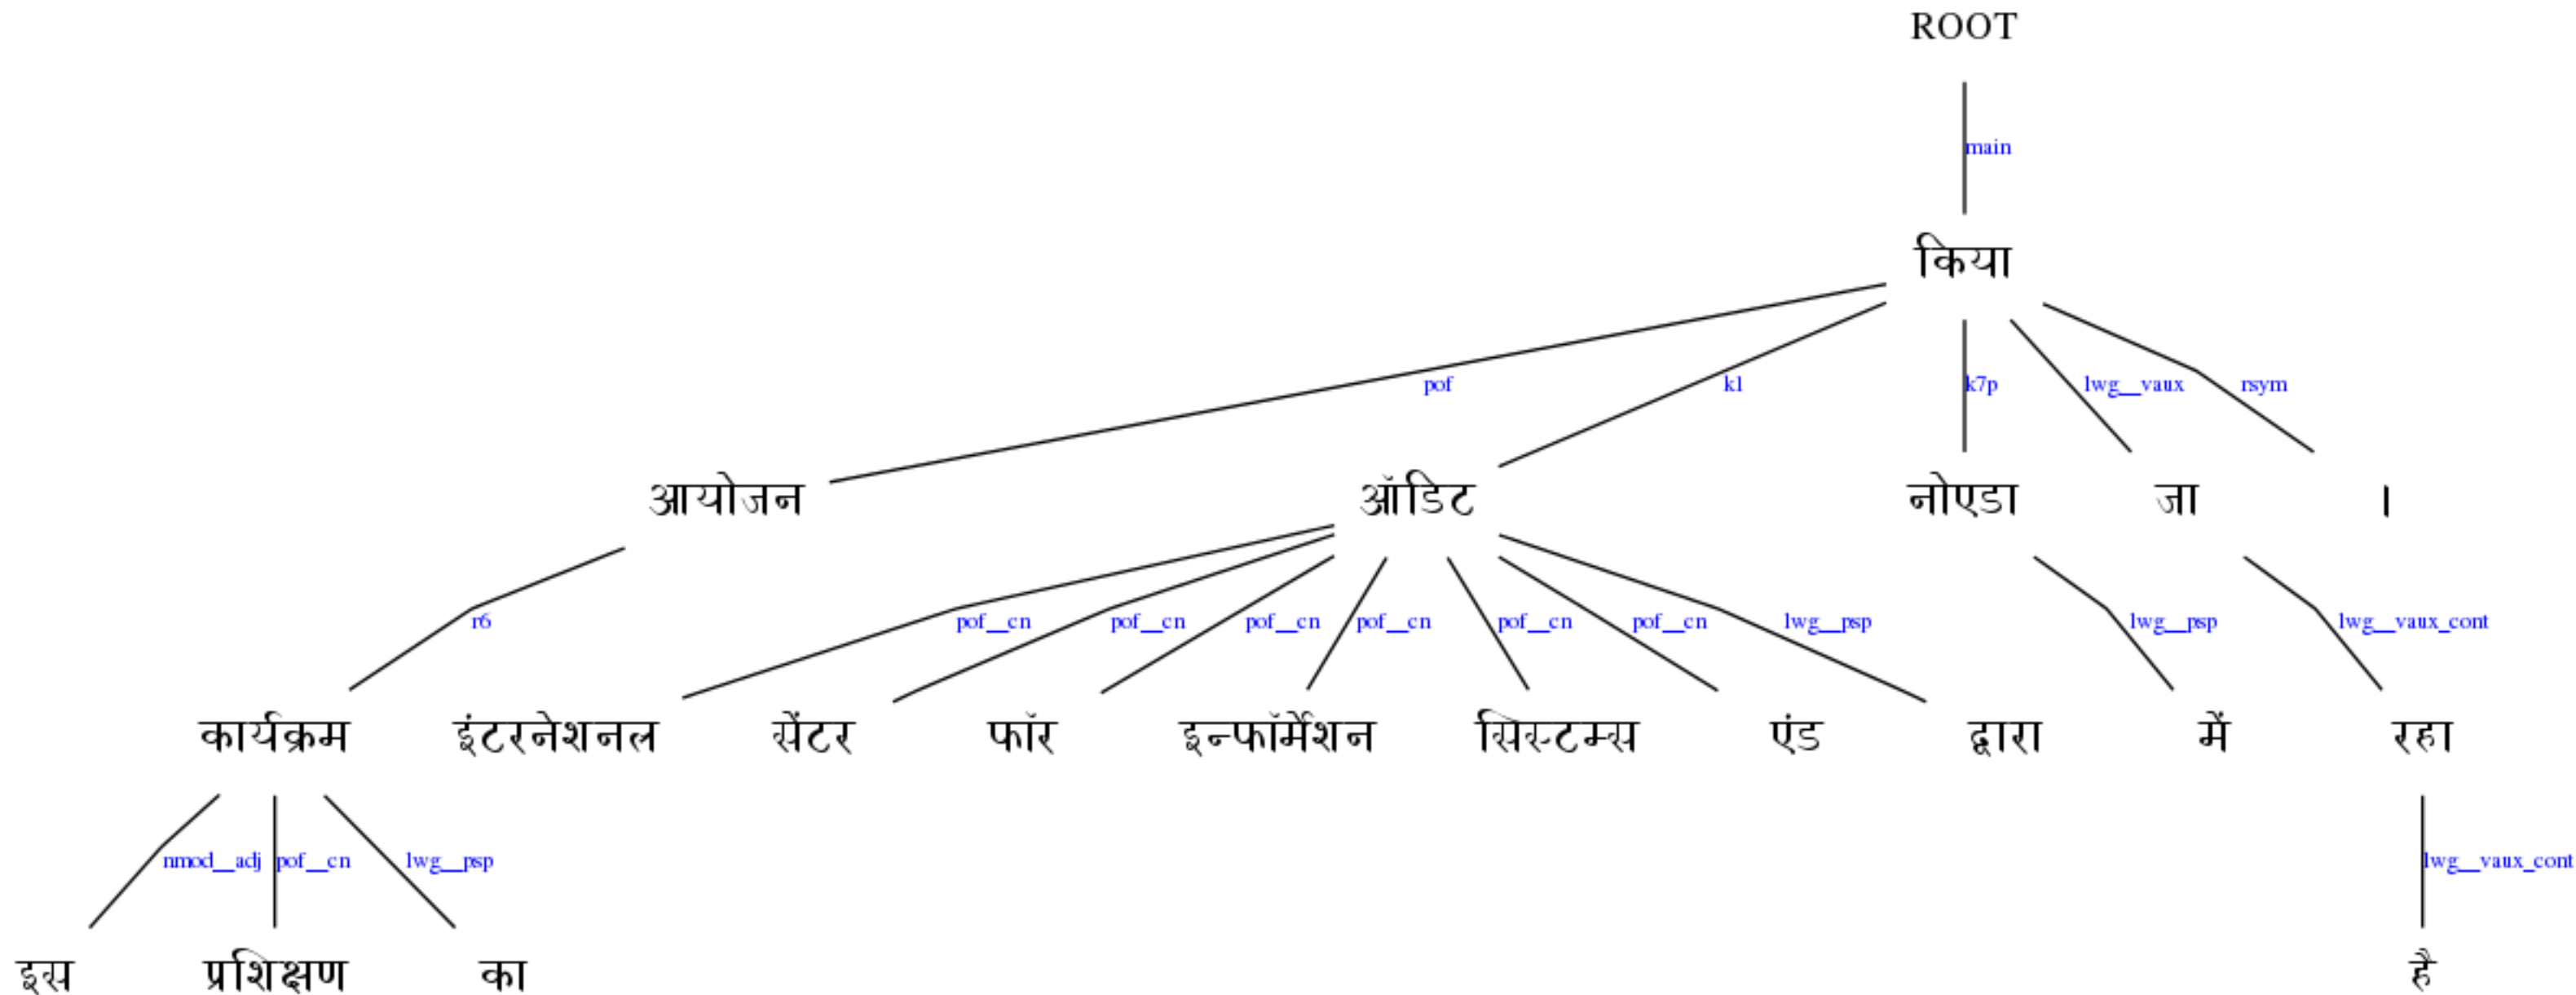 ROOT
main
किया
pof k1 k7p lwg__vaux rsym
आयोजन ऑडिट नोएडा जा ।
r6 pof__cn pof__cn pof__cn pof__cn pof__cn pof__cn lwg__psp lwg__psp lwg__vaux_cont
कार्यक्रम इंटरनेशनल सेंटर फॉर इन्फॉर्मेशन सिस्टम्स एंड द्वारा में रहा
nmod__adj pof__cn lwg__psp lwg__vaux_cont
इस प्रशिक्षण का है